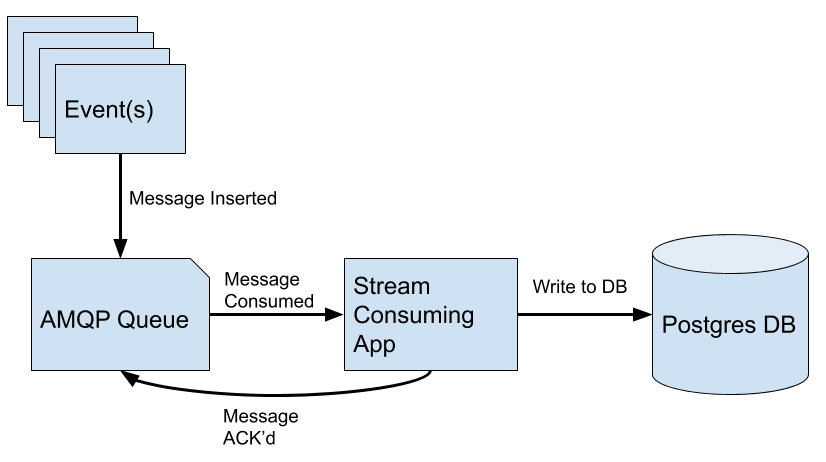 Event(s)
Message Inserted
AMQP Queue
Message
Consumed
Stream
Consuming
App
Write to DB
Postgres DB
Message
ACK'd